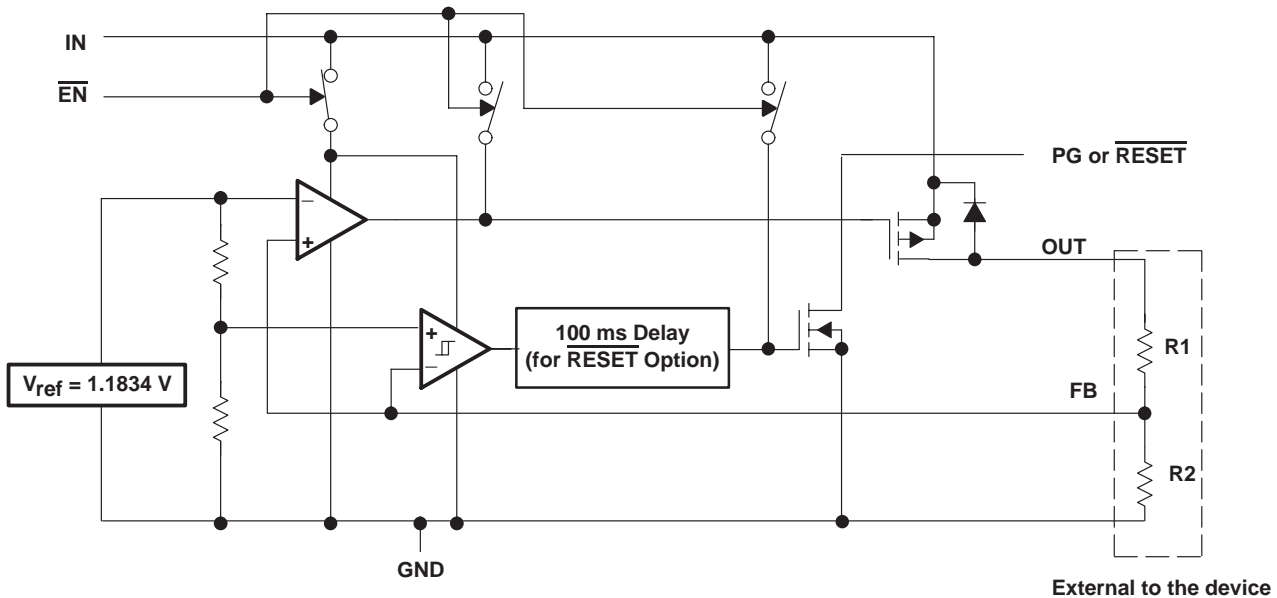 IN
EN
PG or RESET
OUT
−
+
+
−
100 ms Delay
(for RESET Option)
R1
Vref = 1.1834 V
FB
R2
GND
External to the device